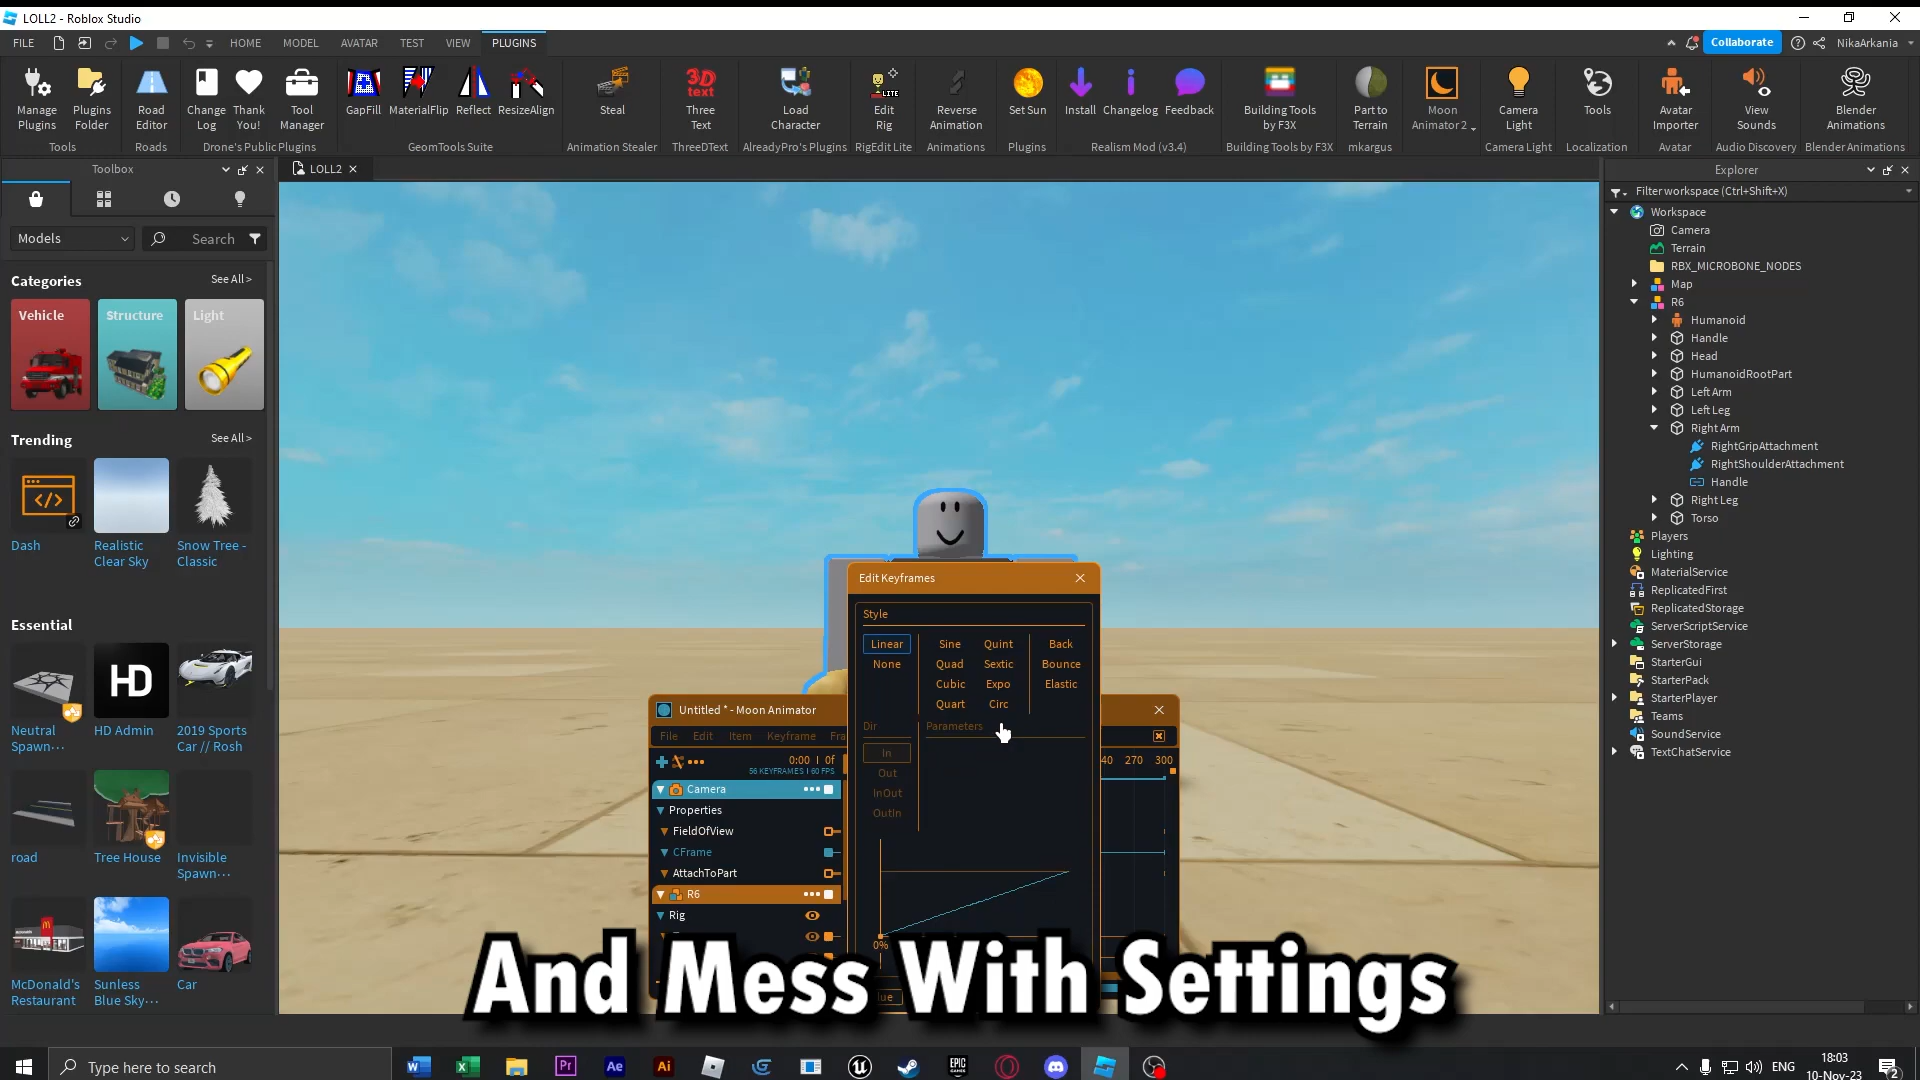 LOLL2 - Roblox Studio
FILE HOME MODEL AVATAR TEST VIEW PLUGINS Collaborate NikaArkania
Manage Plugins
Plugins Folder
Road Editor
Change Log
Thank You!
Tool Manager
GapFill MaterialFlip Reflect ResizeAlign
Steal
3D text
Three Text
Load Character
LITE
Edit Rig
Reverse Animation
Set Sun
Install Changelog Feedback
Building Tools by F3X
Part to Terrain
Moon Animator 2
Camera Light
Tools
Avatar Importer
View Sounds
Blender Animations
Tools Roads Drone's Public Plugins GeomTools Suite Animation Stealer ThreeDText AlreadyPro's Plugins RigEdit Lite Animations Plugins Realism Mod (v3.4) Building Tools by F3X mkargus Camera Light Localization Avatar Audio Discovery Blender Animations
Toolbox
Models Search
Categories See All >
Vehicle Structure Light
Trending See All >
Dash
Realistic Clear Sky
Snow Tree - Classic
Essential
HD
Neutral Spawn...
HD Admin
2019 Sports Car // Rosh
road
Tree House
Invisible Spawn...
McDonald's Restaurant
Sunless Blue Sky...
Car
LOLL2
Edit Keyframes
Style
Linear Sine Quint Back
None Quad Sextic Bounce
Cubic Expo Elastic
Quart Circ
Dir Parameters
In
Out
InOut
OutIn
0%
Untitled * - Moon Animator
File Edit Item Keyframe Fra
0:00 | 0f
56 KEYFRAMES | 60 FPS
40 270 300
Camera
Properties
FieldOfView
CFrame
AttachToPart
R6
Rig
And Mess With Settings
Explorer
Filter workspace (Ctrl+Shift+X)
Workspace
Camera
Terrain
RBX_MICROBONE_NODES
Map
R6
Humanoid
Handle
Head
HumanoidRootPart
Left Arm
Left Leg
Right Arm
RightGripAttachment
RightShoulderAttachment
Handle
Right Leg
Torso
Players
Lighting
MaterialService
ReplicatedFirst
ReplicatedStorage
ServerScriptService
ServerStorage
StarterGui
StarterPack
StarterPlayer
Teams
SoundService
TextChatService
Type here to search
Pr Ae Ai
ENG
18:03
10-Nov-23
2